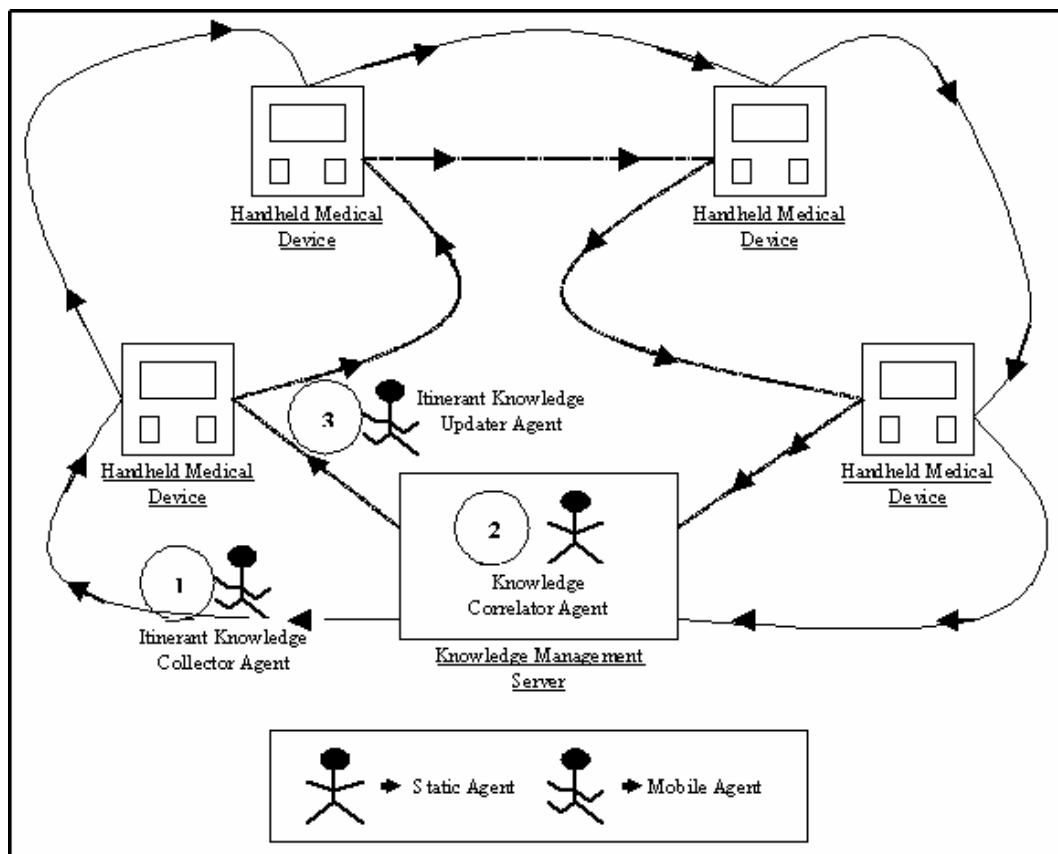 Handheld Medical
Device
Handheld Medical
Device
Handheld Medical
Device
3
Itinerant Knowledge
Updater Agent
Handheld Medical
Device
2
Knowledge
Correlator Agent
1
Itinerant Knowledge
Collector Agent
Knowledge Management
Server
Static Agent
Mobile Agent